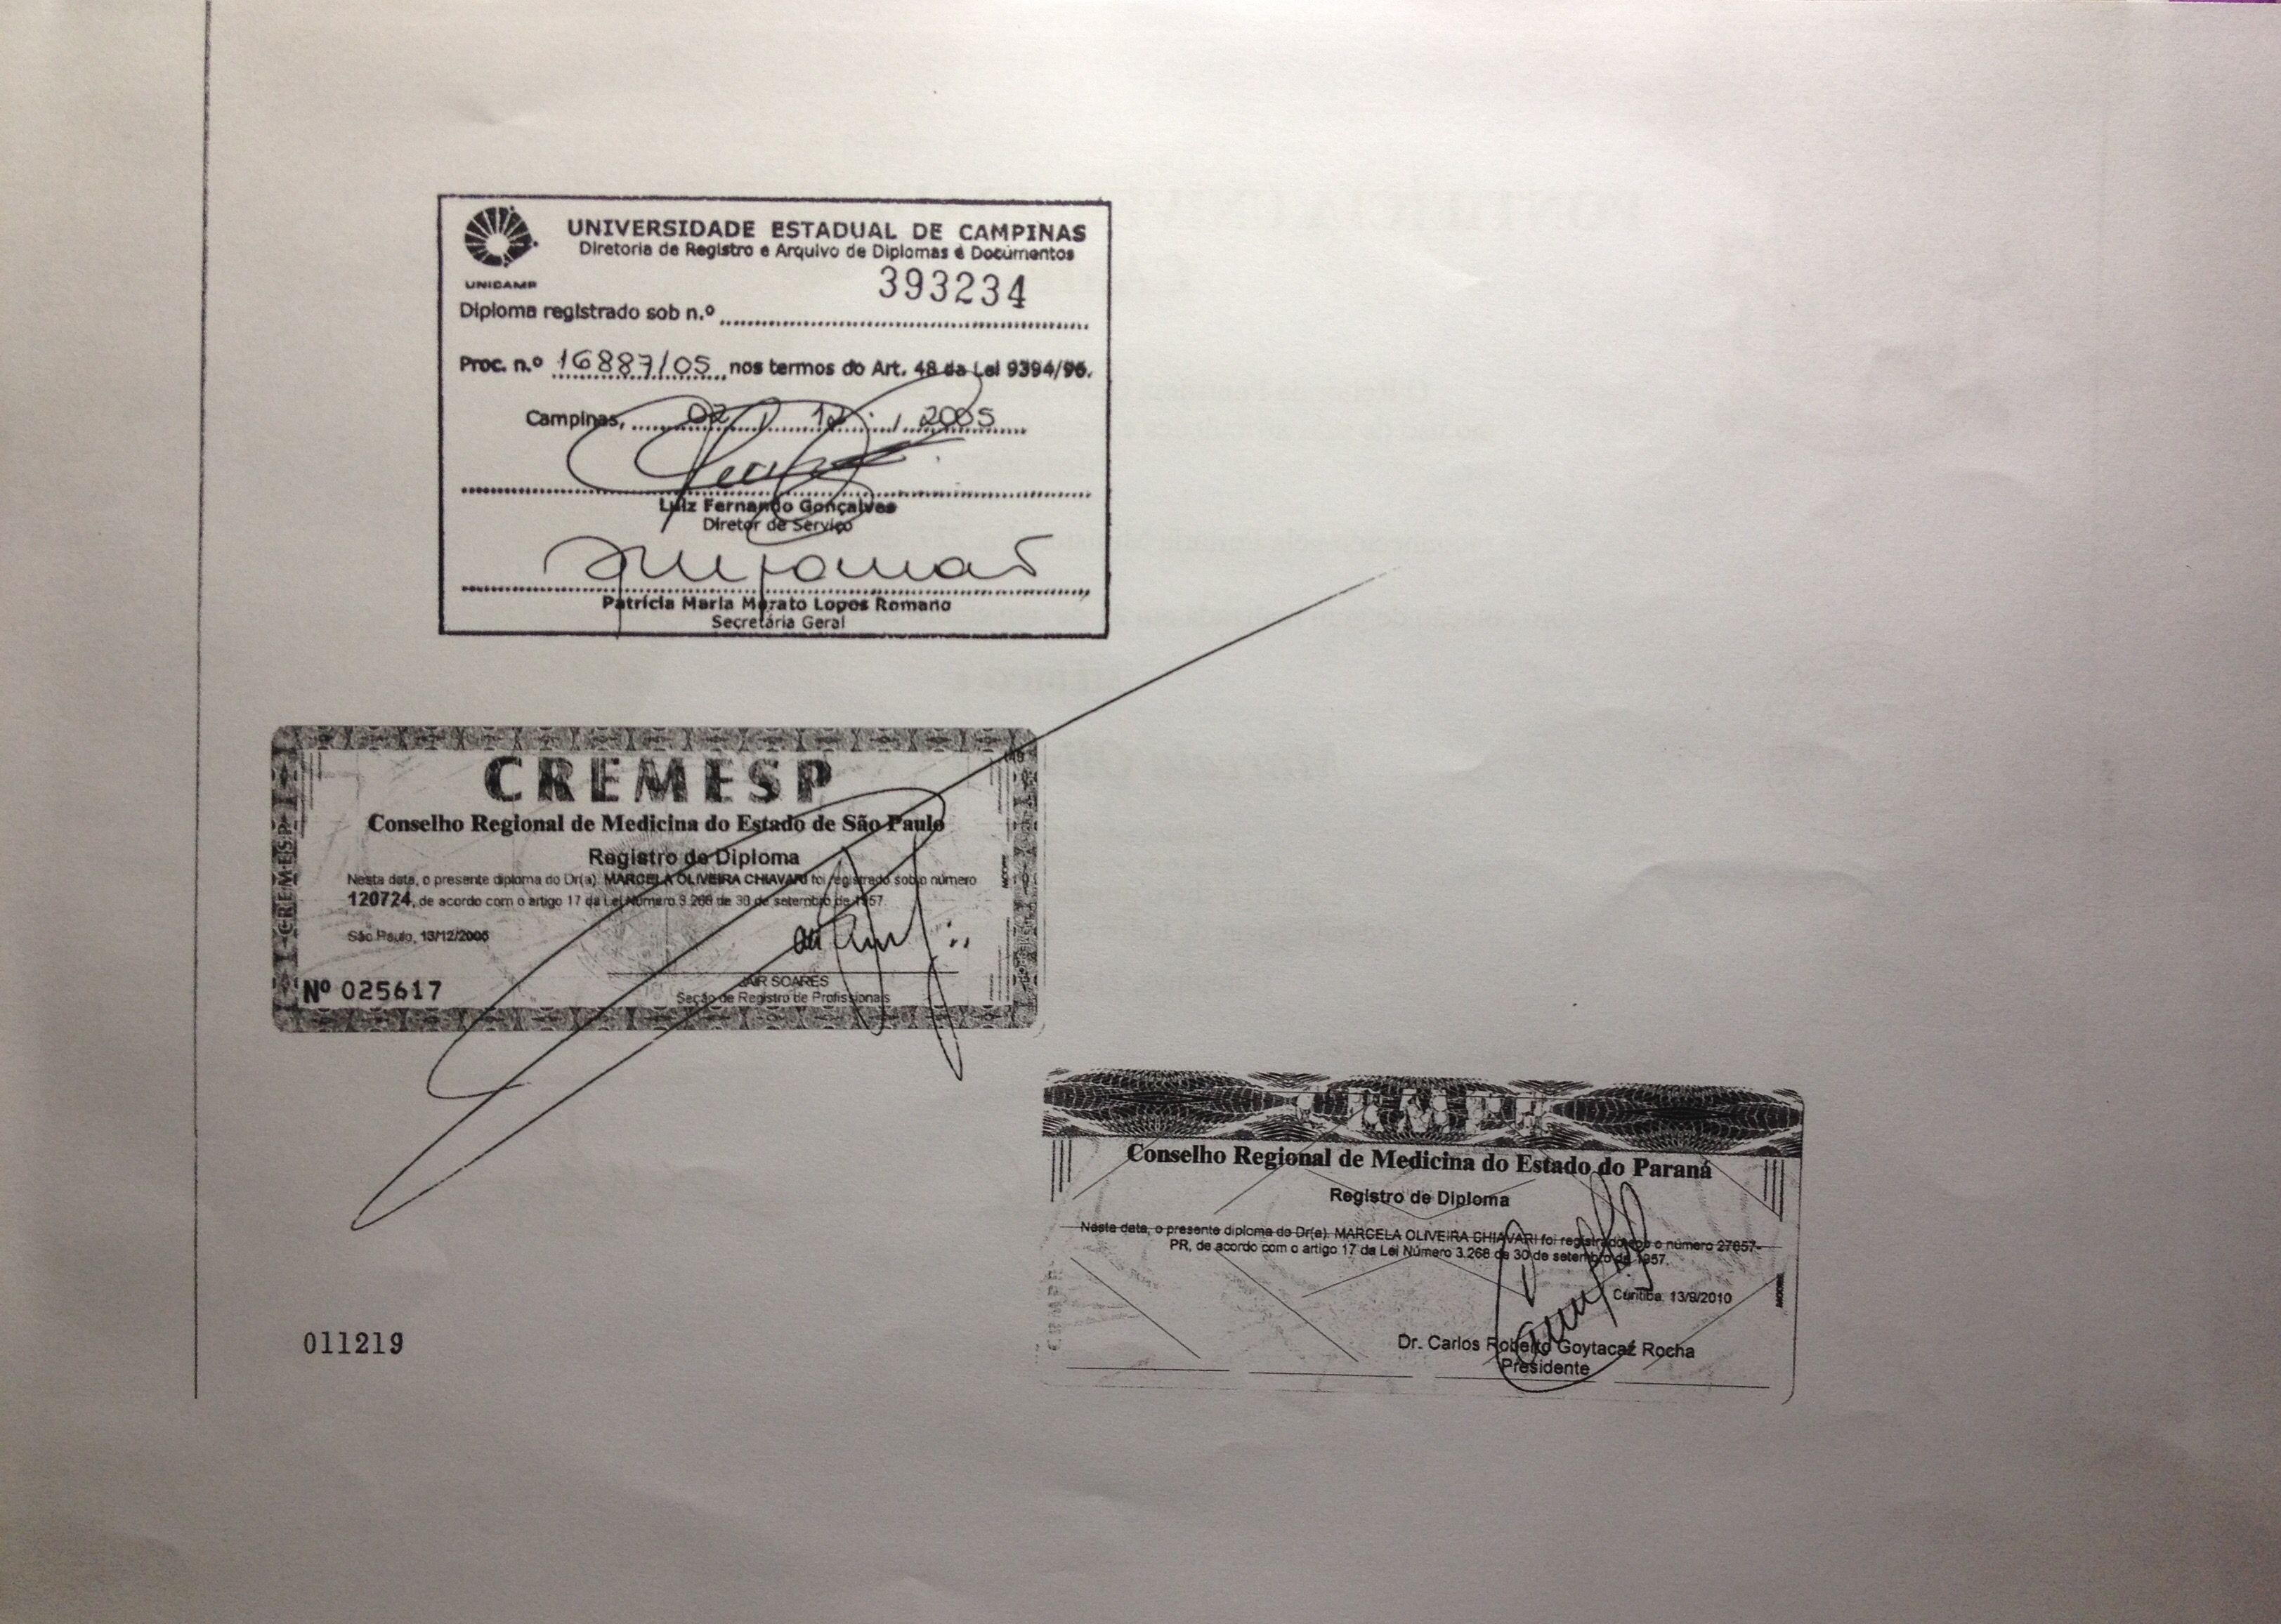 UNIVERSIDADE ESTADUAL DE CAMPINAS
Diretoria de Registro e Arquivo de Diplomas e Documentos
UNICAMP
393234
Diploma registrado sob n.º
Proc. n.º 16887/05 nos termos do Art. 48 da Lei 9394/96.
Campinas, 02 12 , 2005
Luiz Fernando Gonçalves
Diretor de Serviço
Patrícia Maria Morato Lopes Romano
Secretária Geral
CREMESP
CREMESP
Conselho Regional de Medicina do Estado de São Paulo
Registro de Diploma
Nesta data, o presente diploma do Dr(a). MARCELA OLIVEIRA CHIAVARI foi registrado sob o número
120724, de acordo com o artigo 17 da Lei Número 3.268 de 30 de setembro de 1957.
São Paulo, 13/12/2005
JAIR SOARES
Seção de Registro de Profissionais
Nº 025617
CRMPR
Conselho Regional de Medicina do Estado do Paraná
Registro de Diploma
Nesta data, o presente diploma do Dr(a). MARCELA OLIVEIRA CHIAVARI foi registrado sob o número 27857-
PR, de acordo com o artigo 17 da Lei Número 3.268 de 30 de setembro de 1957.
Curitiba, 13/9/2010
Dr. Carlos Roberto Goytacaz Rocha
Presidente
011219